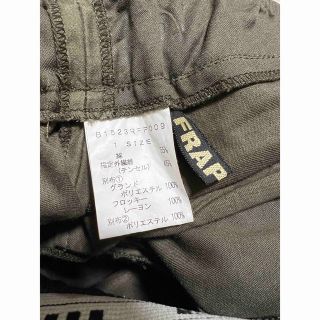 1 SIZE
綿
指定外繊維
(テンセル)
別布①
グランド
ポリエステル 100%
フロッキー
レーヨン 100%
別布②
ポリエステル 100%
FRAP